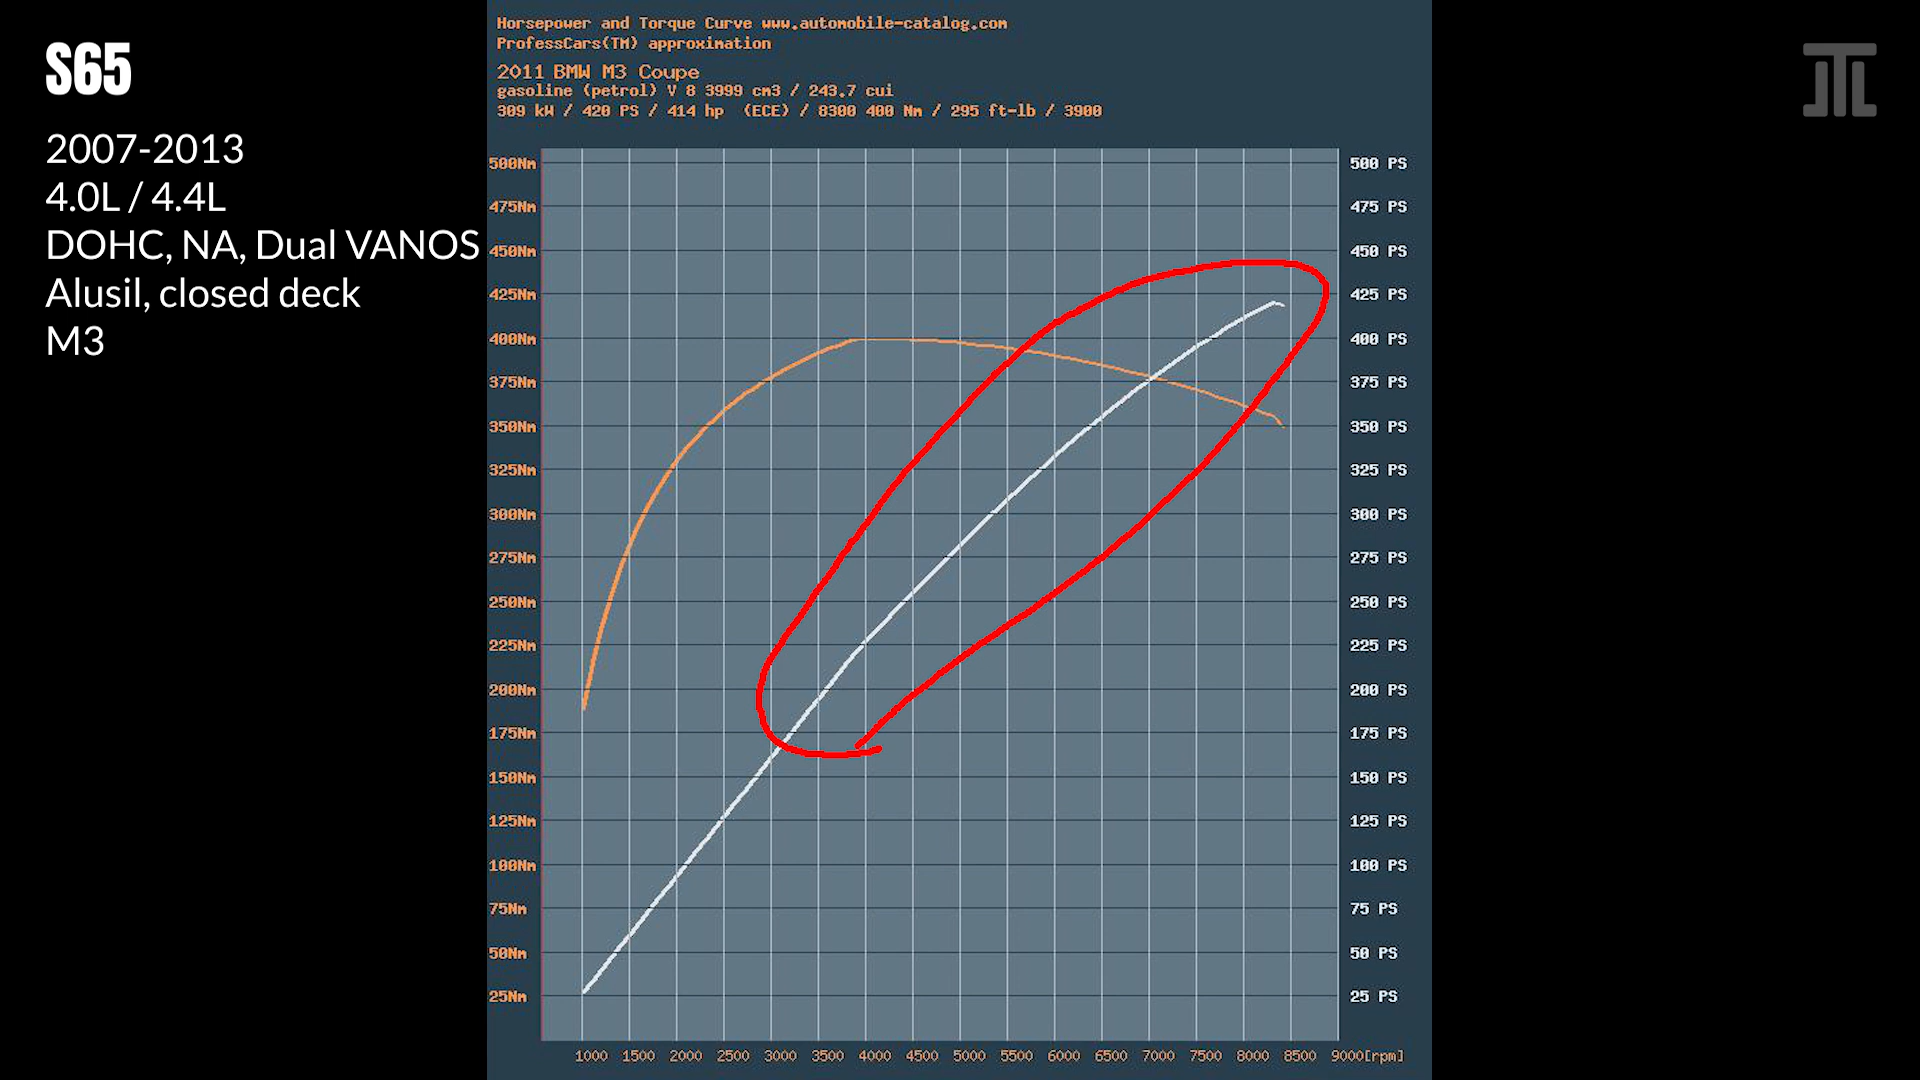 S65
2007-2013
4.0L / 4.4L
DOHC, NA, Dual VANOS
Alusil, closed deck
M3
Horsepower and Torque Curve www.automobile-catalog.com
ProfessCars(TM) approximation
2011 BMW M3 Coupe
gasoline (petrol) V 8 3999 cm3 / 243.7 cui
309 kW / 420 PS / 414 hp (ECE) / 8300 400 Nm / 295 ft-lb / 3900
500Nm 500 PS
475Nm 475 PS
450Nm 450 PS
425Nm 425 PS
400Nm 400 PS
375Nm 375 PS
350Nm 350 PS
325Nm 325 PS
300Nm 300 PS
275Nm 275 PS
250Nm 250 PS
225Nm 225 PS
200Nm 200 PS
175Nm 175 PS
150Nm 150 PS
125Nm 125 PS
100Nm 100 PS
75Nm 75 PS
50Nm 50 PS
25Nm 25 PS
1000 1500 2000 2500 3000 3500 4000 4500 5000 5500 6000 6500 7000 7500 8000 8500 9000[rpm]